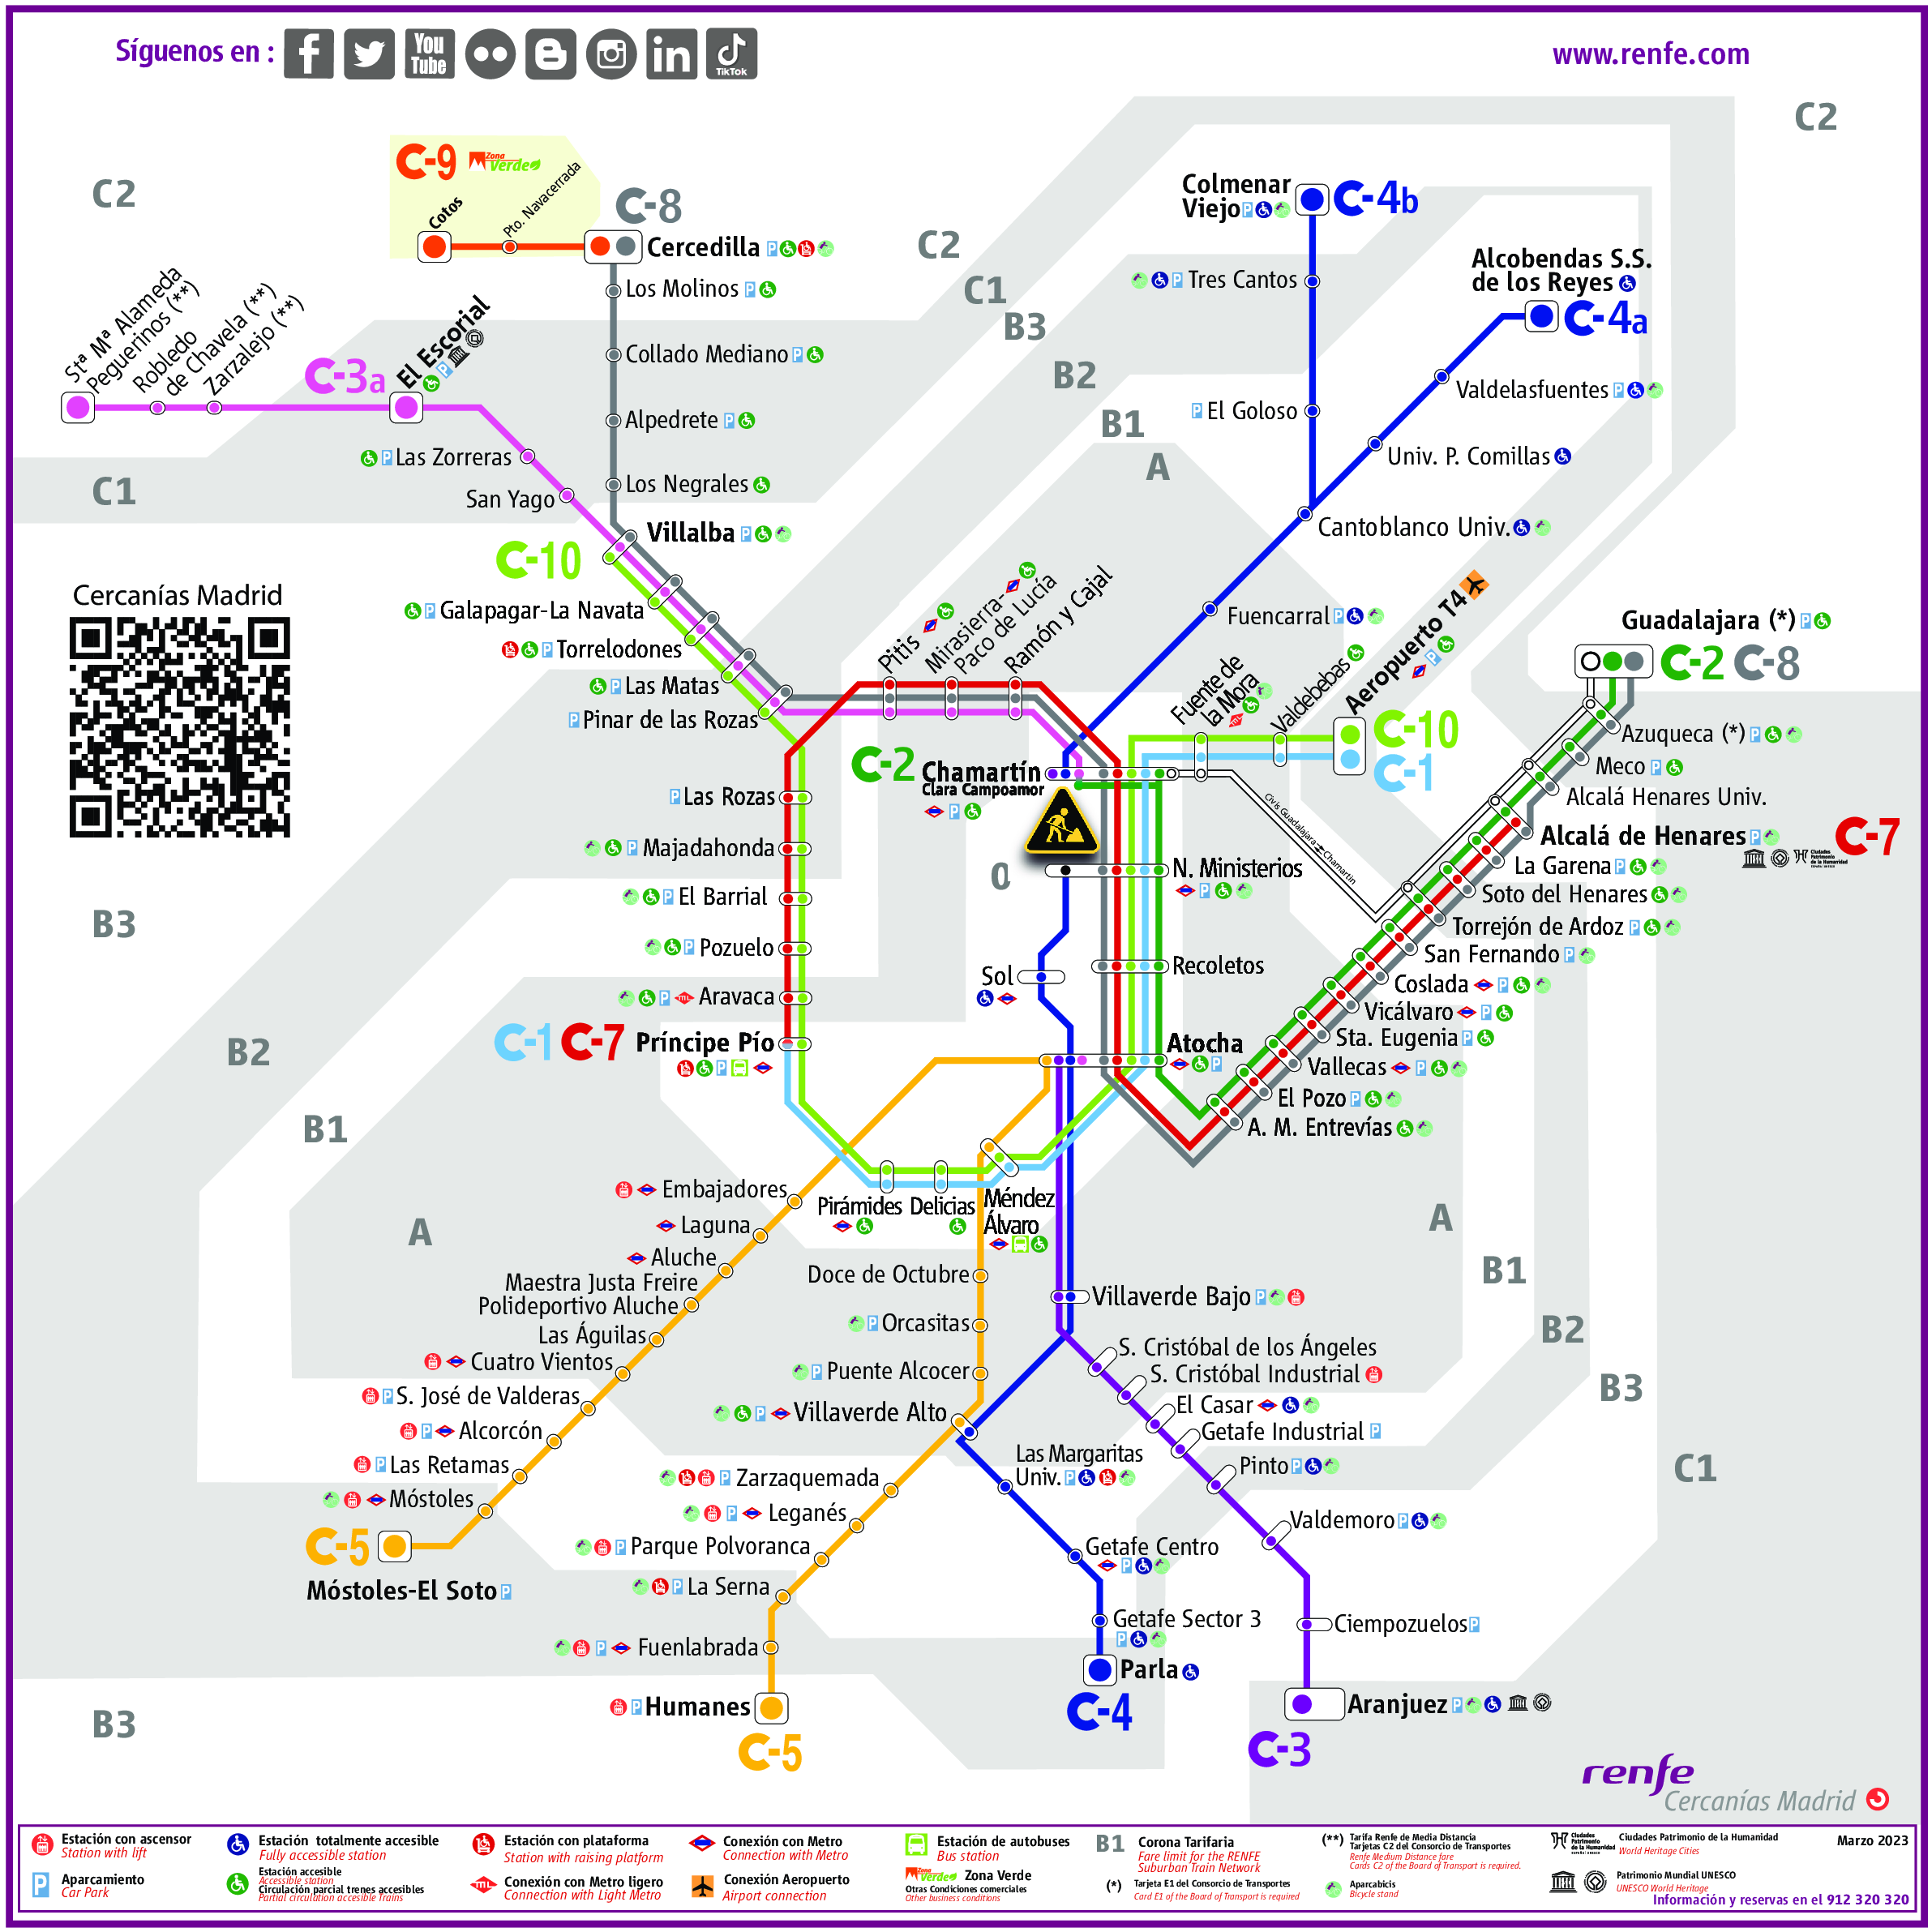 Síguenos en :
You
Tube
TikTok
www.renfe.com
C2
C2
C2
C1
B3
B2
B1
A
C1
C-9
Zona
Verde
Cotos
Pto. Navacerrada
C-8
Cercedilla
Los Molinos
Collado Mediano
Alpedrete
Los Negrales
Villalba
Stª Mª Alameda
Peguerinos (**)
Robledo
de Chavela (**)
Zarzalejo (**)
C-3a
El Escorial
Las Zorreras
San Yago
C-10
Galapagar-La Navata
Torrelodones
Las Matas
Pinar de las Rozas
Cercanías Madrid
Colmenar
Viejo
C-4b
Tres Cantos
El Goloso
Alcobendas S.S.
de los Reyes
C-4a
Valdelasfuentes
Univ. P. Comillas
Cantoblanco Univ.
Fuencarral
Pitis
Mirasierra-
Paco de Lucía
Ramón y Cajal
Fuente de
la Mora
Valdebebas
Aeropuerto T4
C-10
C-1
Guadalajara (*)
C-2 C-8
Azuqueca (*)
Meco
Alcalá Henares Univ.
Alcalá de Henares
C-7
Ciudades
Patrimonio
de la Humanidad
La Garena
Soto del Henares
Torrejón de Ardoz
San Fernando
Coslada
Vicálvaro
Sta. Eugenia
Vallecas
El Pozo
A. M. Entrevías
Civis Guadalajara Chamartín
C-2
Chamartín
Clara Campoamor
0
N. Ministerios
Sol
Recoletos
Atocha
Las Rozas
Majadahonda
El Barrial
Pozuelo
Aravaca
C-1 C-7 Príncipe Pío
B3
B2
B1
A
Pirámides
Delicias
Méndez
Álvaro
Embajadores
Laguna
Aluche
Maestra Justa Freire
Polideportivo Aluche
Las Águilas
Cuatro Vientos
S. José de Valderas
Alcorcón
Las Retamas
Móstoles
C-5
Móstoles-El Soto
Doce de Octubre
Orcasitas
Puente Alcocer
Villaverde Alto
Zarzaquemada
Leganés
Parque Polvoranca
La Serna
Fuenlabrada
Humanes
C-5
Villaverde Bajo
S. Cristóbal de los Ángeles
S. Cristóbal Industrial
El Casar
Getafe Industrial
Pinto
Valdemoro
Ciempozuelos
Aranjuez
C-3
Las Margaritas
Univ.
Getafe Centro
Getafe Sector 3
Parla
C-4
A
B1
B2
B3
C1
B3
renfe
Cercanías Madrid
Estación con ascensor
Station with lift
Aparcamiento
Car Park
Estación totalmente accesible
Fully accessible station
Estación accesible
Accessible station
Circulación parcial trenes accesibles
Partial circulation accesible trains
Estación con plataforma
Station with raising platform
Conexión con Metro ligero
Connection with Light Metro
Conexión con Metro
Connection with Metro
Conexión Aeropuerto
Airport connection
Estación de autobuses
Bus station
Zona
Verde
Zona Verde
Otras Condiciones comerciales
Other business conditions
B1
Corona Tarifaria
Fare limit for the RENFE
Suburban Train Network
(*)
Tarjeta E1 del Consorcio de Transportes
Card E1 of the Board of Transport is required
(**)
Tarifa Renfe de Media Distancia
Tarjetas C2 del Consorcio de Transportes
Renfe Medium Distance fare
Cards C2 of the Board of Transport is required.
Aparcabicis
Bicycle stand
Ciudades
Patrimonio
de la Humanidad
Ciudades Patrimonio de la Humanidad
World Heritage Cities
Patrimonio Mundial UNESCO
UNESCO World Heritage
Marzo 2023
Información y reservas en el 912 320 320